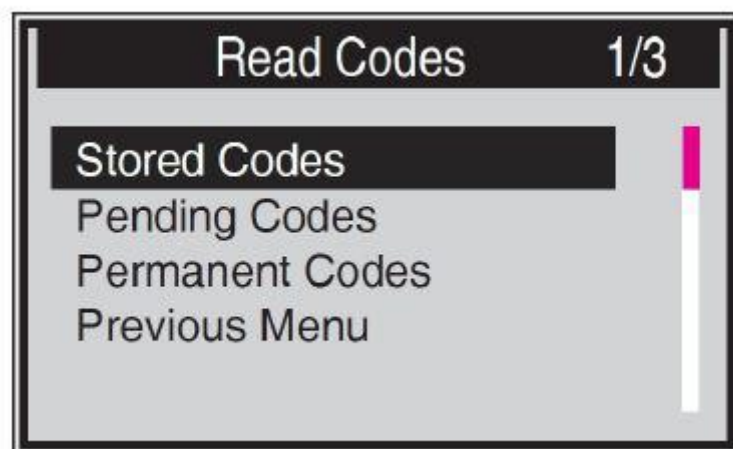 Read Codes 1/3
Stored Codes
Pending Codes
Permanent Codes
Previous Menu